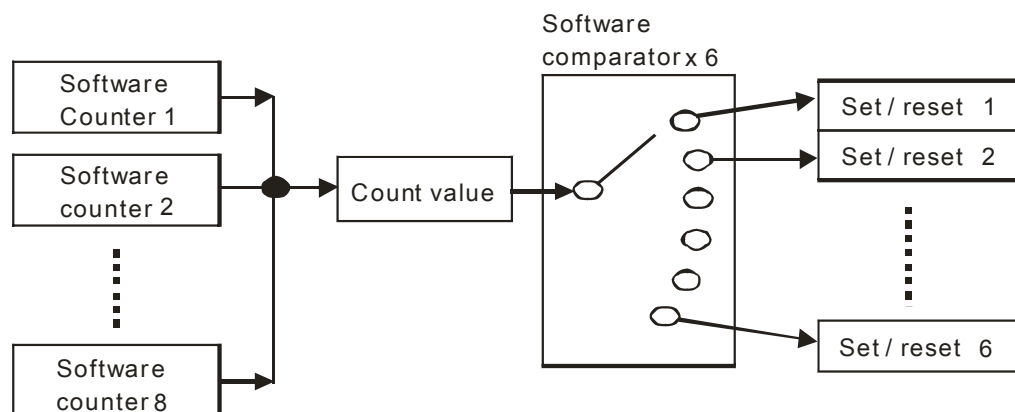 Software
comparator x 6
Software
Counter 1
Software
counter 2
Software
counter 8
Count value
Set / reset 1
Set / reset 2
Set / reset 6